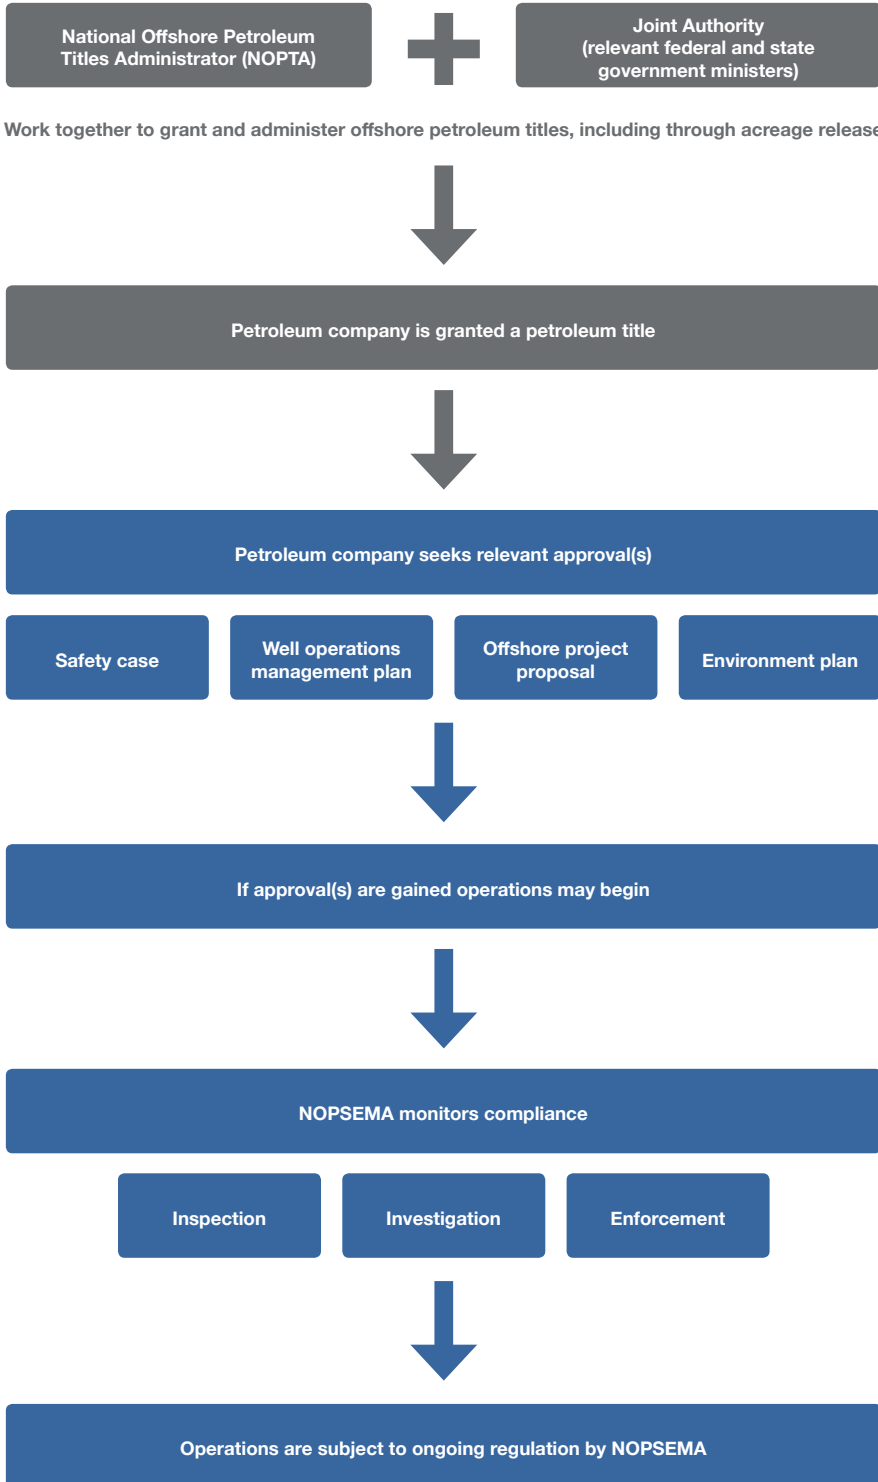 National Offshore Petroleum
Titles Administrator (NOPTA)
Joint Authority
(relevant federal and state
government ministers)
Work together to grant and administer offshore petroleum titles, including through acreage release
Petroleum company is granted a petroleum title
Petroleum company seeks relevant approval(s)
Safety case
Well operations
management plan
Offshore project
proposal
Environment plan
If approval(s) are gained operations may begin
NOPSEMA monitors compliance
Inspection
Investigation
Enforcement
Operations are subject to ongoing regulation by NOPSEMA